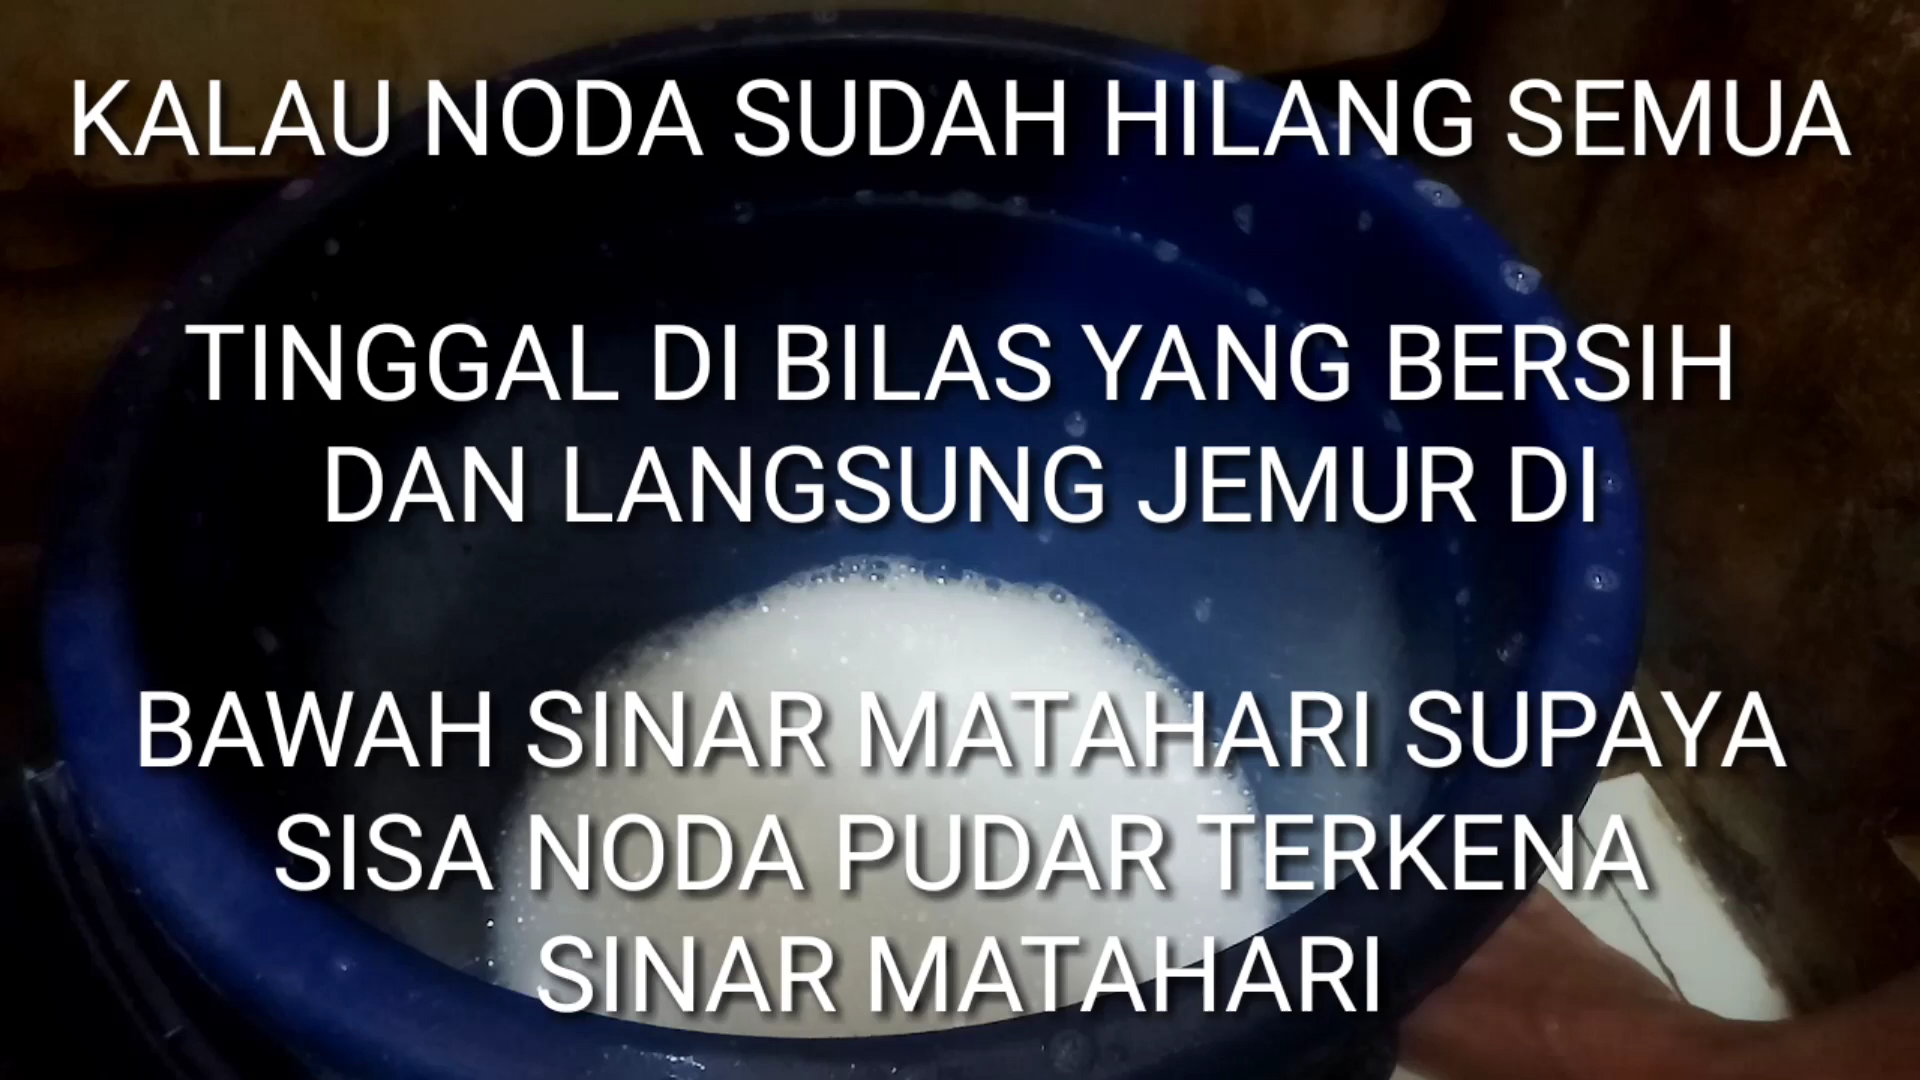 KALAU NODA SUDAH HILANG SEMUA
TINGGAL DI BILAS YANG BERSIH
DAN LANGSUNG JEMUR DI
BAWAH SINAR MATAHARI SUPAYA
SISA NODA PUDAR TERKENA
SINAR MATAHARI